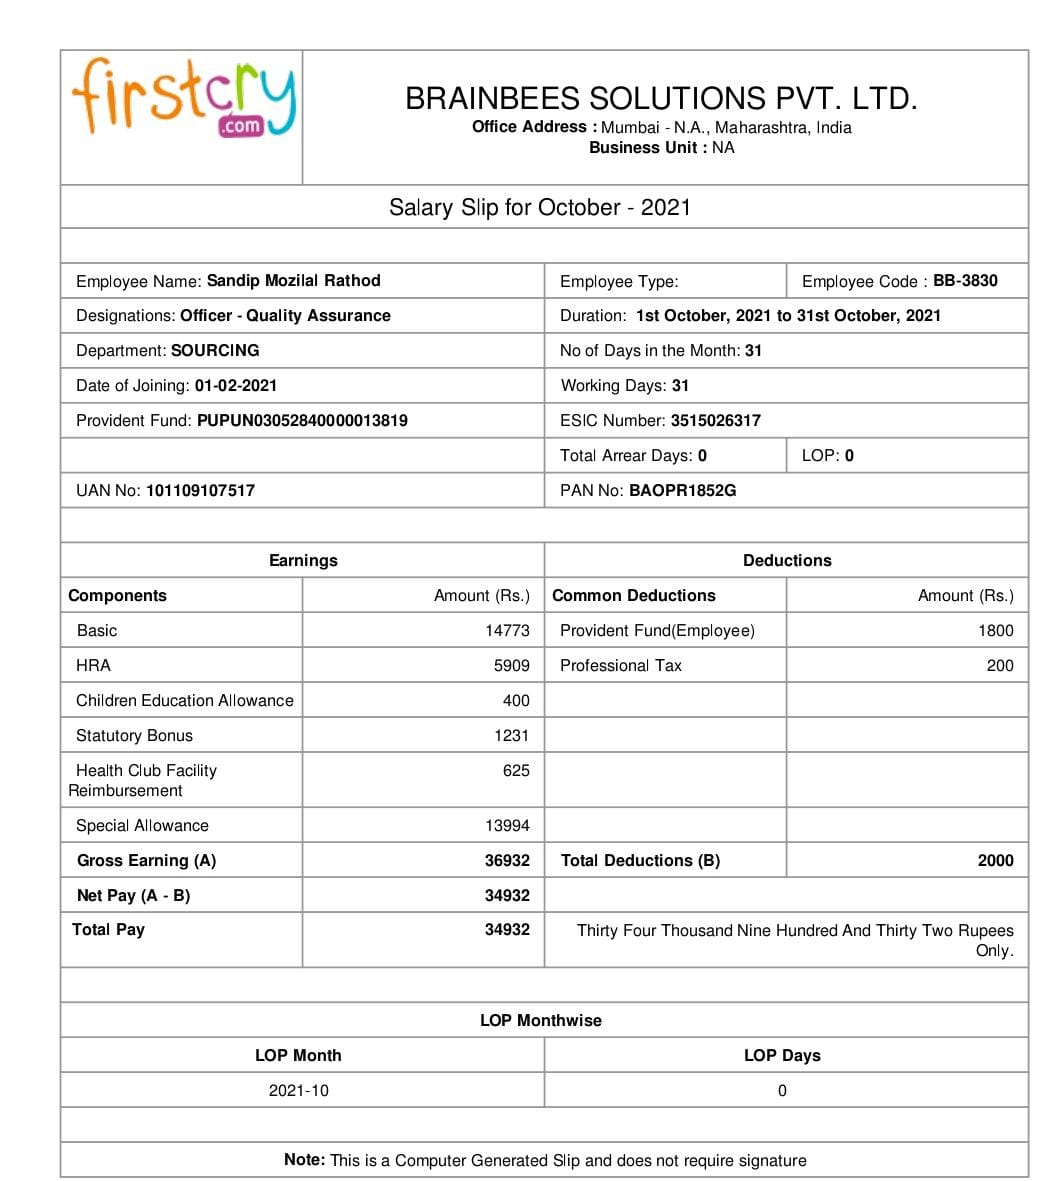 firstcry
.com
BRAINBEES SOLUTIONS PVT. LTD.
Office Address : Mumbai - N.A., Maharashtra, India
Business Unit : NA
Salary Slip for October - 2021
Employee Name: Sandip Mozilal Rathod Employee Type: Employee Code : BB-3830
Designations: Officer - Quality Assurance Duration: 1st October, 2021 to 31st October, 2021
Department: SOURCING No of Days in the Month: 31
Date of Joining: 01-02-2021 Working Days: 31
Provident Fund: PUPUN03052840000013819 ESIC Number: 3515026317
Total Arrear Days: 0 LOP: 0
UAN No: 101109107517 PAN No: BAOPR1852G
Earnings Deductions
Components Amount (Rs.) Common Deductions Amount (Rs.)
Basic 14773 Provident Fund(Employee) 1800
HRA 5909 Professional Tax 200
Children Education Allowance 400
Statutory Bonus 1231
Health Club Facility 625
Reimbursement
Special Allowance 13994
Gross Earning (A) 36932 Total Deductions (B) 2000
Net Pay (A - B) 34932
Total Pay 34932 Thirty Four Thousand Nine Hundred And Thirty Two Rupees
Only.
LOP Monthwise
LOP Month LOP Days
2021-10 0
Note: This is a Computer Generated Slip and does not require signature